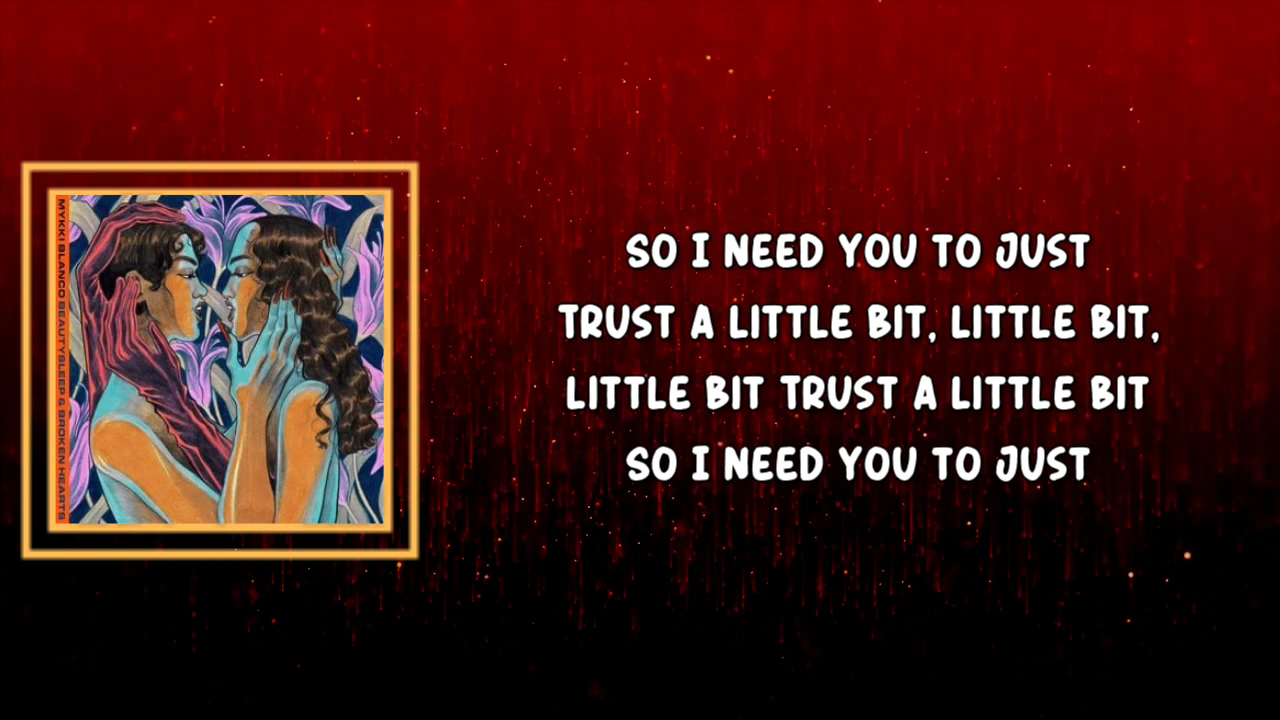 MYKKI BLANCO BEAUTY SLEEP & BROKEN HEARTS
SO I NEED YOU TO JUST
TRUST A LITTLE BIT, LITTLE BIT,
LITTLE BIT TRUST A LITTLE BIT
SO I NEED YOU TO JUST